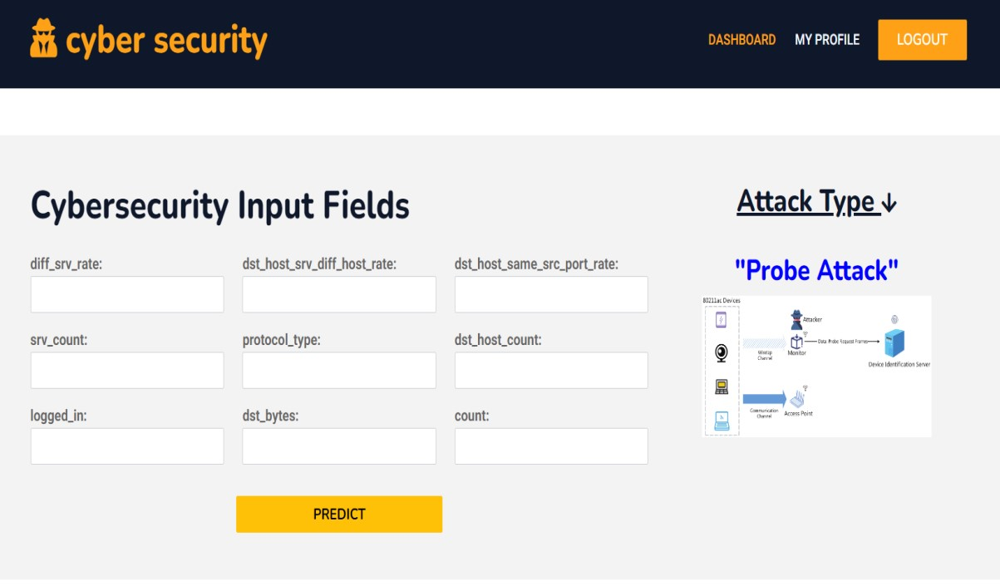 cyber security
DASHBOARD MY PROFILE LOGOUT
Cybersecurity Input Fields
diff_srv_rate: dst_host_srv_diff_host_rate: dst_host_same_src_port_rate:
srv_count: protocol_type: dst_host_count:
logged_in: dst_bytes: count:
PREDICT
Attack Type ↓
"Probe Attack"
80211ac Devices
Attacker
Monitor
Data: Probe Request Frames
Wiretap
Channel
Device Identification Server
Communication
Channel
Access Point